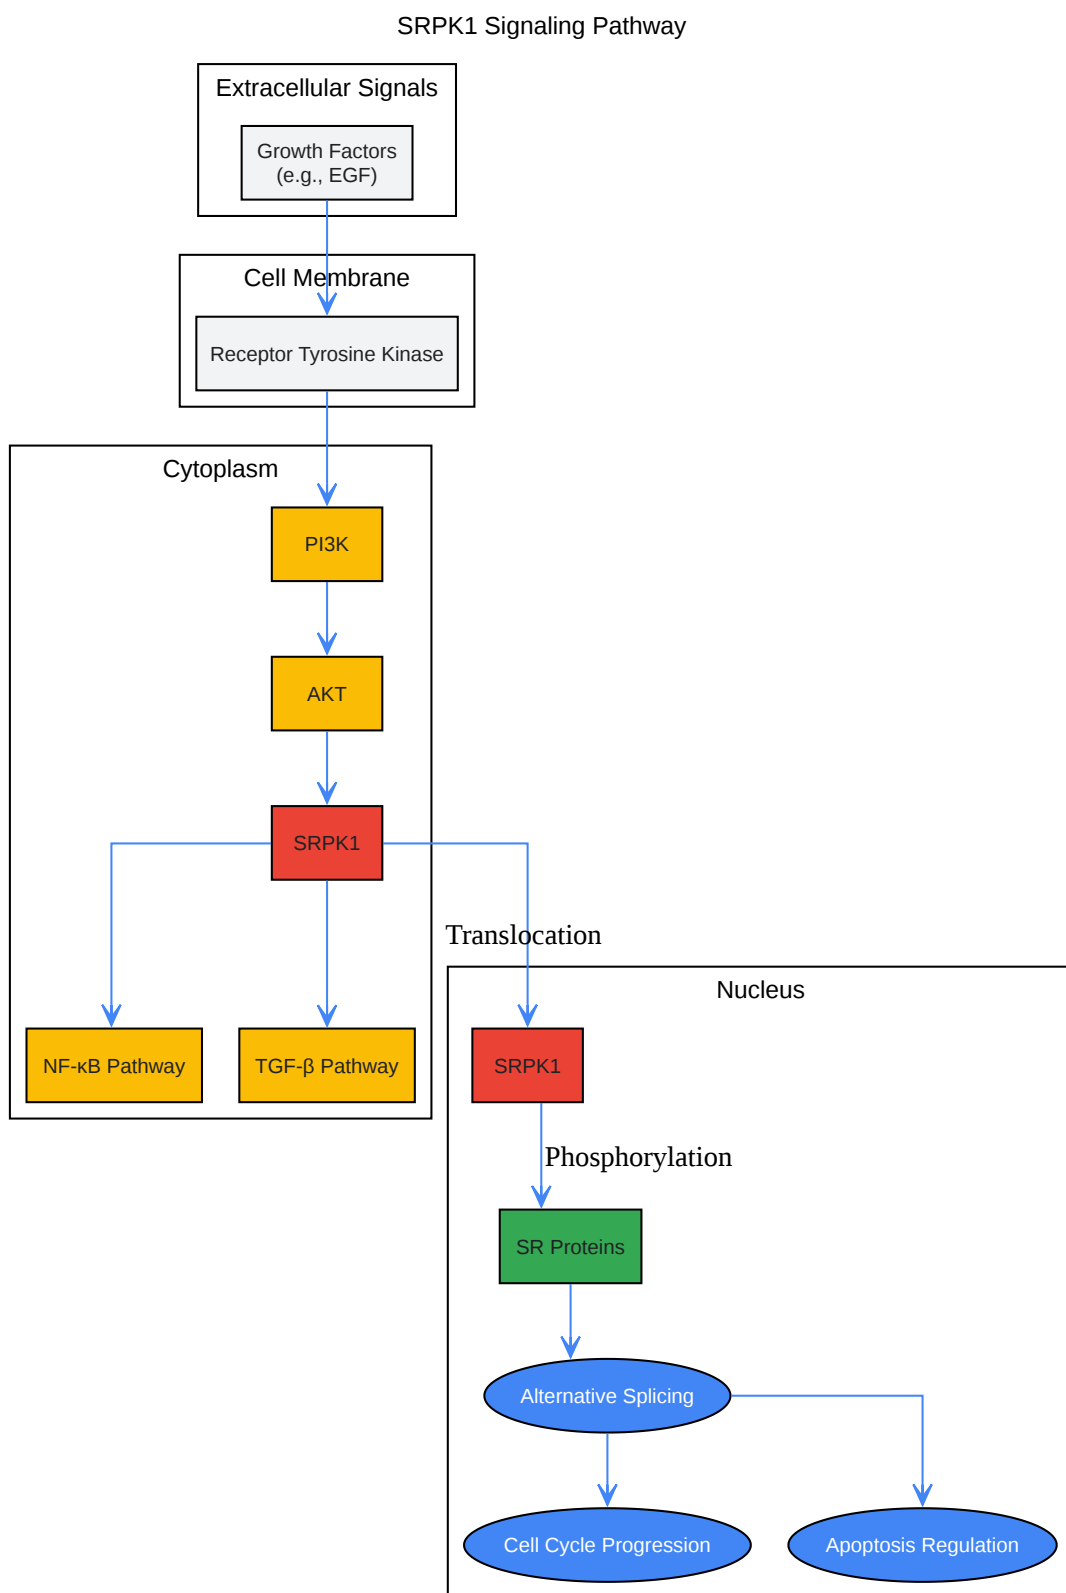 SRPK1 Signaling Pathway
Extracellular Signals
Growth Factors
(e.g., EGF)
Cell Membrane
Receptor Tyrosine Kinase
Cytoplasm
PI3K
AKT
SRPK1
Translocation
Nucleus
NF-κB Pathway
TGF-β Pathway
SRPK1
Phosphorylation
SR Proteins
Alternative Splicing
Cell Cycle Progression
Apoptosis Regulation